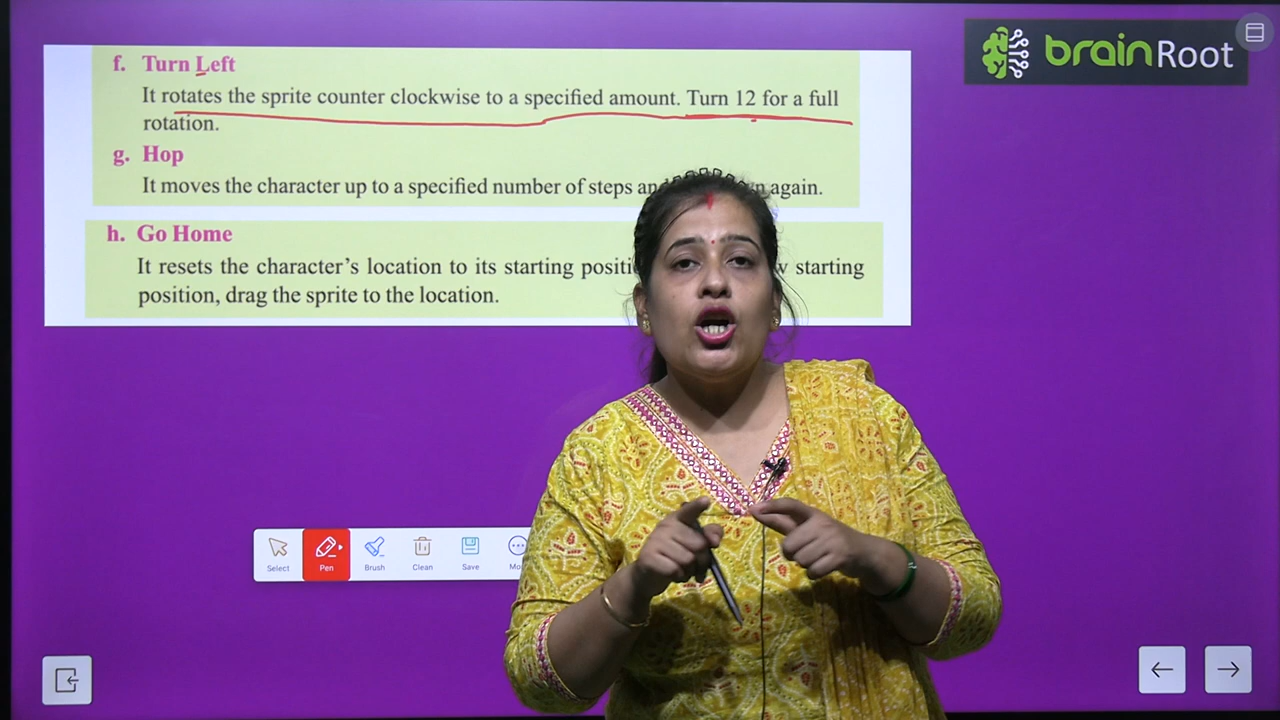 brainRoot
f. Turn Left
It rotates the sprite counter clockwise to a specified amount. Turn 12 for a full
rotation.
g. Hop
It moves the character up to a specified number of steps again.
h. Go Home
It resets the character's location to its starting starting
position, drag the sprite to the location.
Select Pen Brush Clean Save